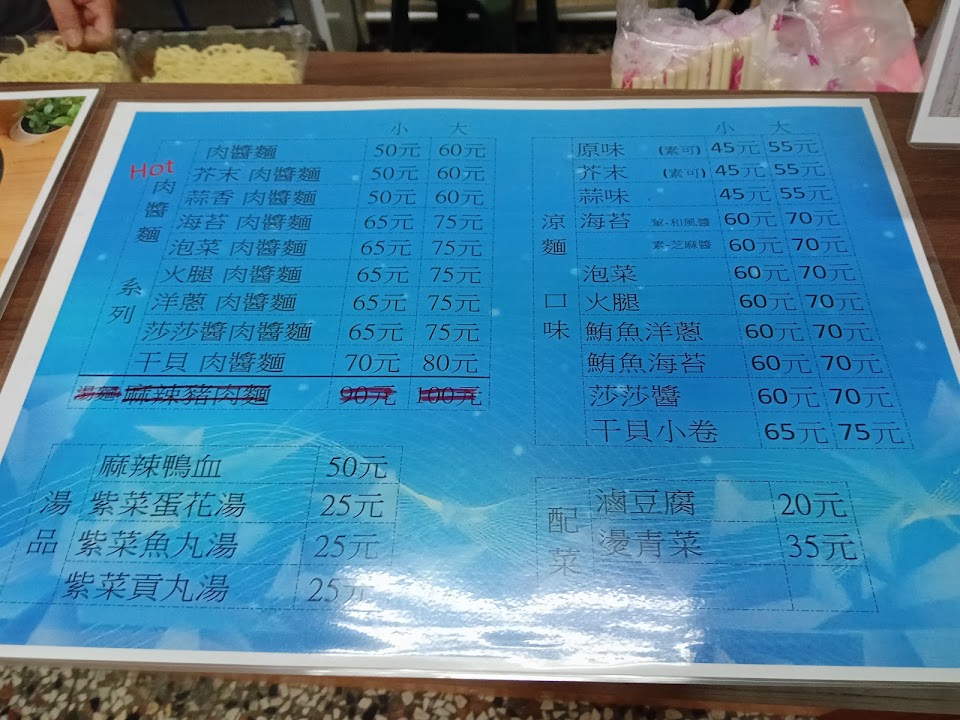 小 大
Hot
肉醬麵系列
肉醬麵 50元 60元
芥末 肉醬麵 50元 60元
蒜香 肉醬麵 50元 60元
海苔 肉醬麵 65元 75元
泡菜 肉醬麵 65元 75元
火腿 肉醬麵 65元 75元
洋蔥 肉醬麵 65元 75元
莎莎醬肉醬麵 65元 75元
干貝 肉醬麵 70元 80元
湯麵 麻辣豬肉麵 90元 100元
小 大
涼麵口味
原味 (素可) 45元 55元
芥末 (素可) 45元 55元
蒜味 45元 55元
海苔 葷-和風醬 60元 70元
素-芝麻醬 60元 70元
泡菜 60元 70元
火腿 60元 70元
鮪魚洋蔥 60元 70元
鮪魚海苔 60元 70元
莎莎醬 60元 70元
干貝小卷 65元 75元
湯品
麻辣鴨血 50元
紫菜蛋花湯 25元
紫菜魚丸湯 25元
紫菜貢丸湯 25元
配菜
滷豆腐 20元
燙青菜 35元